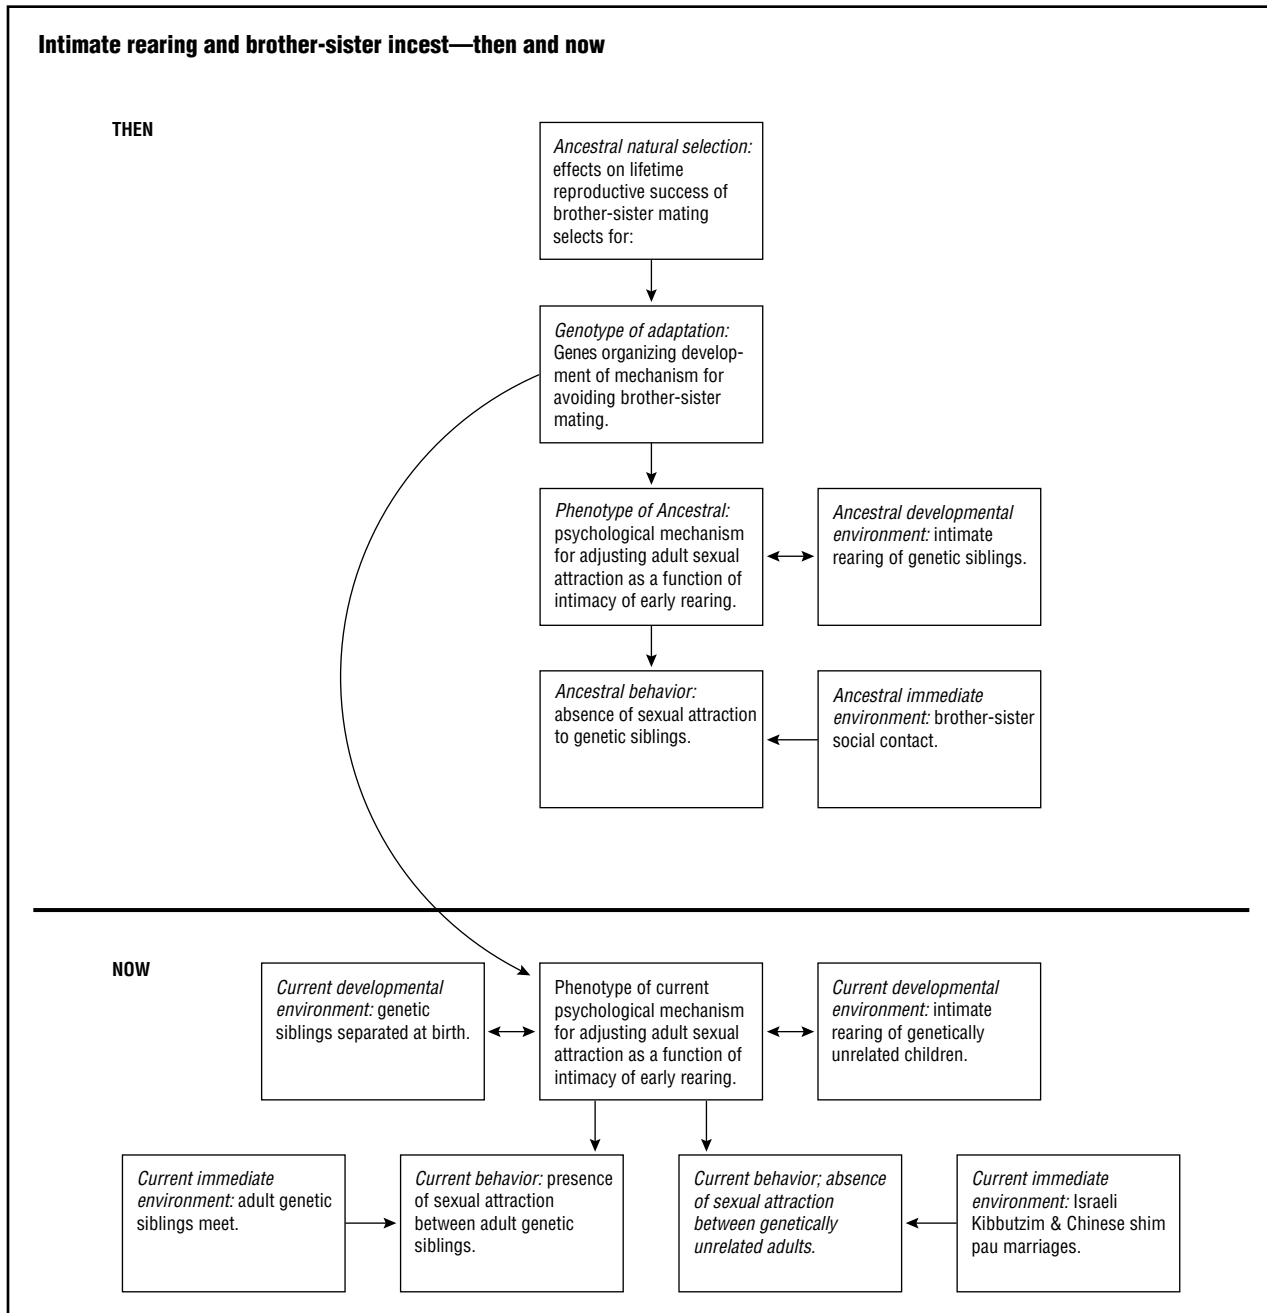 Intimate rearing and brother-sister incest—then and now
THEN
Ancestral natural selection:
effects on lifetime
reproductive success of
brother-sister mating
selects for:
Genotype of adaptation:
Genes organizing develop-
ment of mechanism for
avoiding brother-sister
mating.
Phenotype of Ancestral:
psychological mechanism
for adjusting adult sexual
attraction as a function of
intimacy of early rearing.
Ancestral developmental
environment: intimate
rearing of genetic siblings.
Ancestral behavior:
absence of sexual attraction
to genetic siblings.
Ancestral immediate
environment: brother-sister
social contact.
NOW
Current developmental
environment: genetic
siblings separated at birth.
Phenotype of current
psychological mechanism
for adjusting adult sexual
attraction as a function of
intimacy of early rearing.
Current developmental
environment: intimate
rearing of genetically
unrelated children.
Current immediate
environment: adult genetic
siblings meet.
Current behavior: presence
of sexual attraction
between adult genetic
siblings.
Current behavior; absence
of sexual attraction
between genetically
unrelated adults.
Current immediate
environment: Israeli
Kibbutzim & Chinese shim
pau marriages.